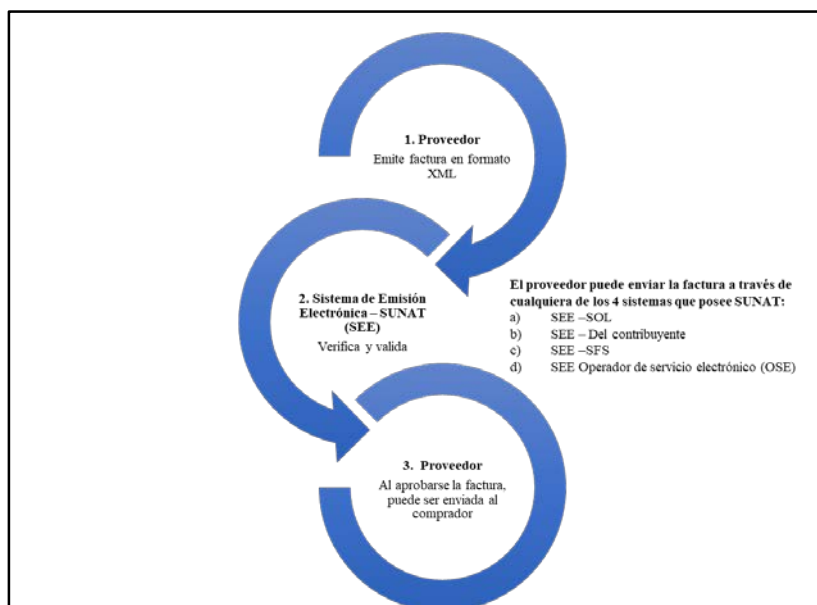 1. Proveedor
Emite factura en formato
XML
2. Sistema de Emisión
Electrónica – SUNAT
(SEE)
Verifica y valida
El proveedor puede enviar la factura a través de
cualquiera de los 4 sistemas que posee SUNAT:
a) SEE –SOL
b) SEE – Del contribuyente
c) SEE –SFS
d) SEE Operador de servicio electrónico (OSE)
3. Proveedor
Al aprobarse la factura,
puede ser enviada al
comprador